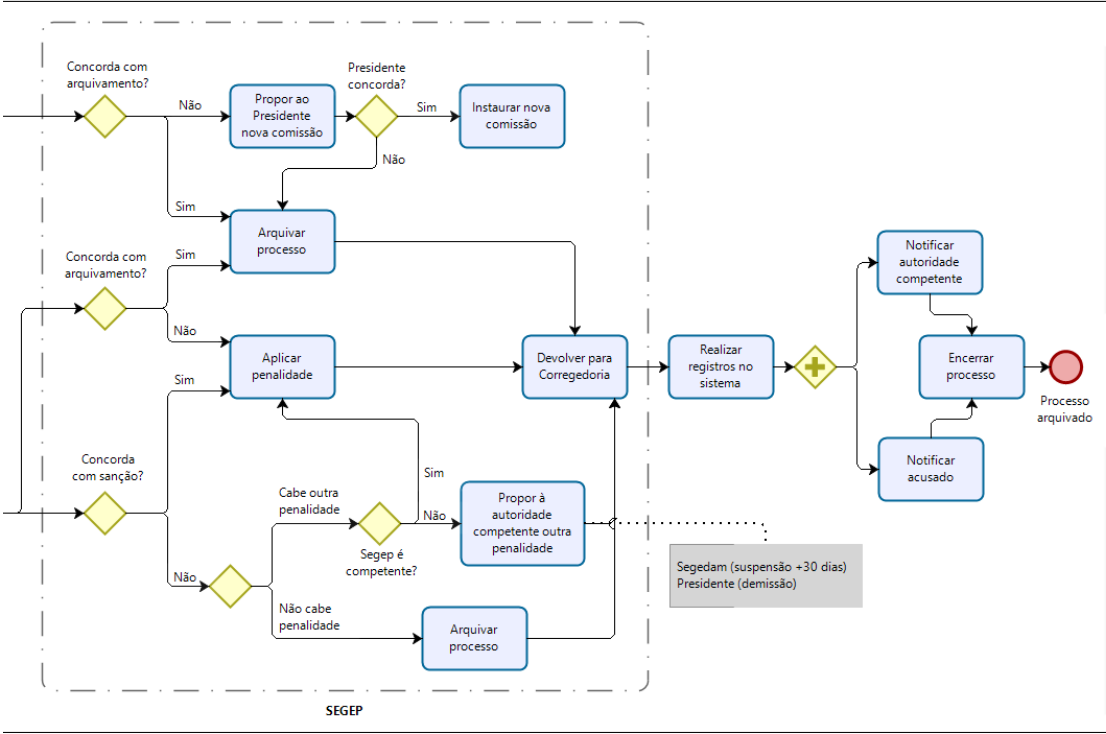 Concorda com
arquivamento?
Não
Propor ao
Presidente
nova comissão
Presidente
concorda?
Sim
Instaurar nova
comissão
Não
Sim
Arquivar
processo
Concorda com
arquivamento?
Sim
Não
Aplicar
penalidade
Sim
Devolver para
Corregedoria
Realizar
registros no
sistema
Notificar
autoridade
competente
Encerrar
processo
Processo
arquivado
Notificar
acusado
Concorda
com sanção?
Não
Cabe outra
penalidade
Segep é
competente?
Sim
Não
Propor à
autoridade
competente outra
penalidade
Segedam (suspensão +30 dias)
Presidente (demissão)
Não cabe
penalidade
Arquivar
processo
SEGEP